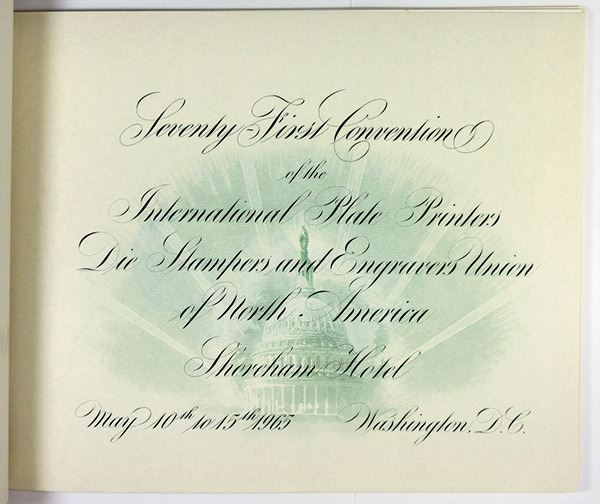 Seventy First Convention
of the
International Plate Printers
Die Stampers and Engravers Union
of North America
Shoreham Hotel
May 10th to 15th 1965 Washington, D.C.